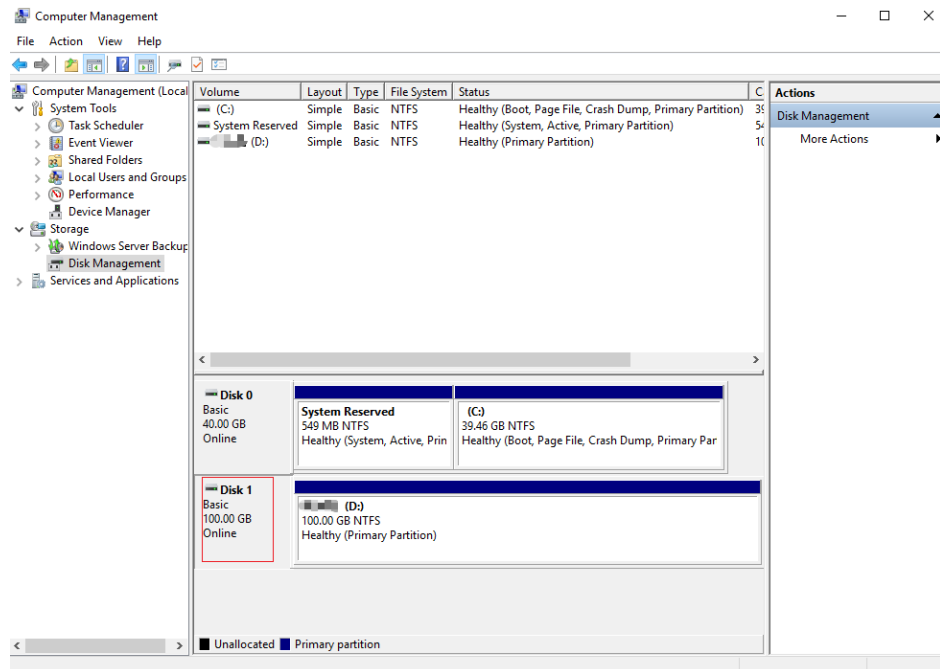 Computer Management
File Action View Help
Computer Management (Local
System Tools
Task Scheduler
Event Viewer
Shared Folders
Local Users and Groups
Performance
Device Manager
Storage
Windows Server Backup
Disk Management
Services and Applications
Volume Layout Type File System Status C
(C:) Simple Basic NTFS Healthy (Boot, Page File, Crash Dump, Primary Partition) 39
System Reserved Simple Basic NTFS Healthy (System, Active, Primary Partition) 54
(D:) Simple Basic NTFS Healthy (Primary Partition) 10
Disk 0
Basic
40.00 GB
Online
System Reserved
549 MB NTFS
Healthy (System, Active, Prin
(C:)
39.46 GB NTFS
Healthy (Boot, Page File, Crash Dump, Primary Par
Disk 1
Basic
100.00 GB
Online
(D:)
100.00 GB NTFS
Healthy (Primary Partition)
Unallocated Primary partition
Actions
Disk Management
More Actions